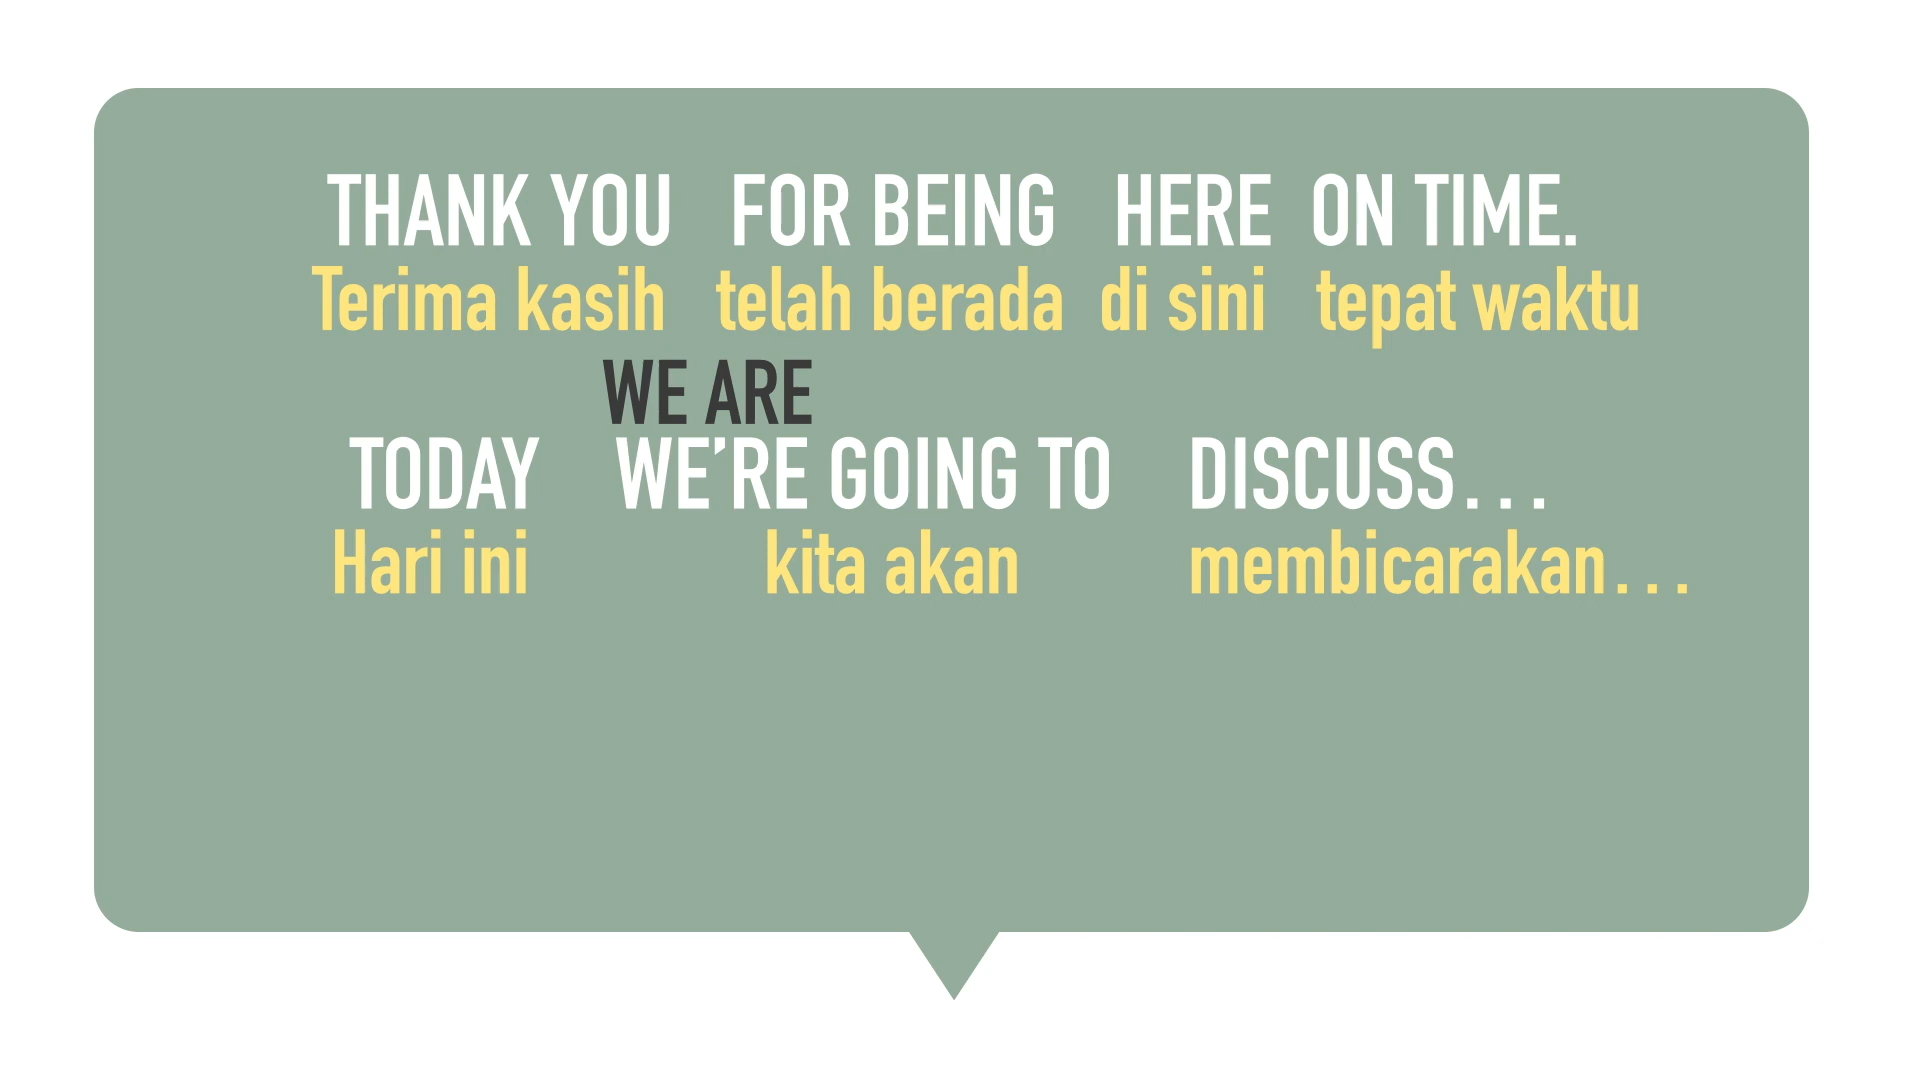 THANK YOU FOR BEING HERE ON TIME.
Terima kasih telah berada di sini tepat waktu
WE ARE
TODAY WE’RE GOING TO DISCUSS...
Hari ini kita akan membicarakan...